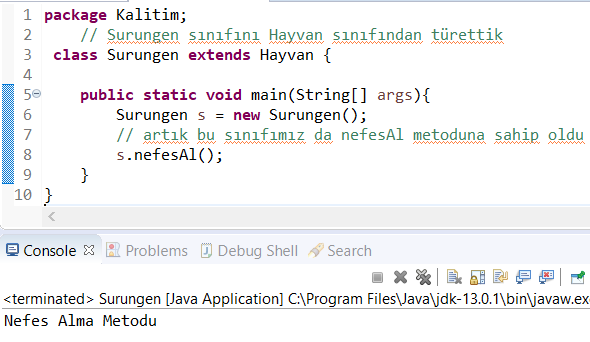 1 package Kalitim;
2 // Surungen sınıfını Hayvan sınıfından türettik
3 class Surungen extends Hayvan {
4
5 public static void main(String[] args){
6 Surungen s = new Surungen();
7 // artık bu sınıfımız da nefesAl metoduna sahip oldu
8 s.nefesAl();
9 }
10 }
Console Problems Debug Shell Search
<terminated> Surungen [Java Application] C:\Program Files\Java\jdk-13.0.1\bin\javaw.exe
Nefes Alma Metodu